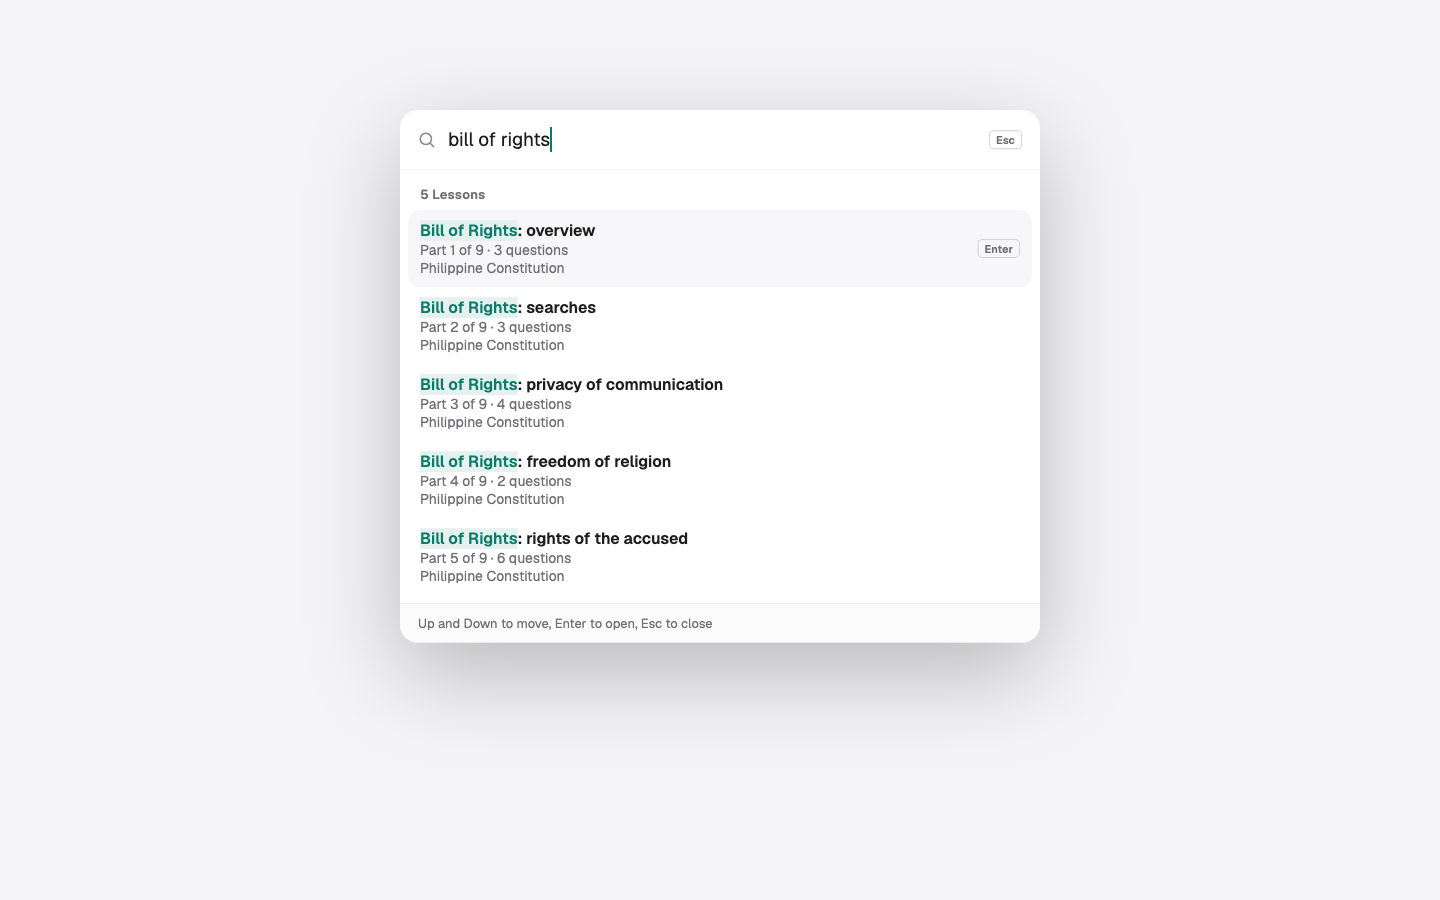 bill of rights
Esc
5 Lessons
Bill of Rights: overview
Part 1 of 9 · 3 questions
Philippine Constitution
Enter
Bill of Rights: searches
Part 2 of 9 · 3 questions
Philippine Constitution
Bill of Rights: privacy of communication
Part 3 of 9 · 4 questions
Philippine Constitution
Bill of Rights: freedom of religion
Part 4 of 9 · 2 questions
Philippine Constitution
Bill of Rights: rights of the accused
Part 5 of 9 · 6 questions
Philippine Constitution
Up and Down to move, Enter to open, Esc to close